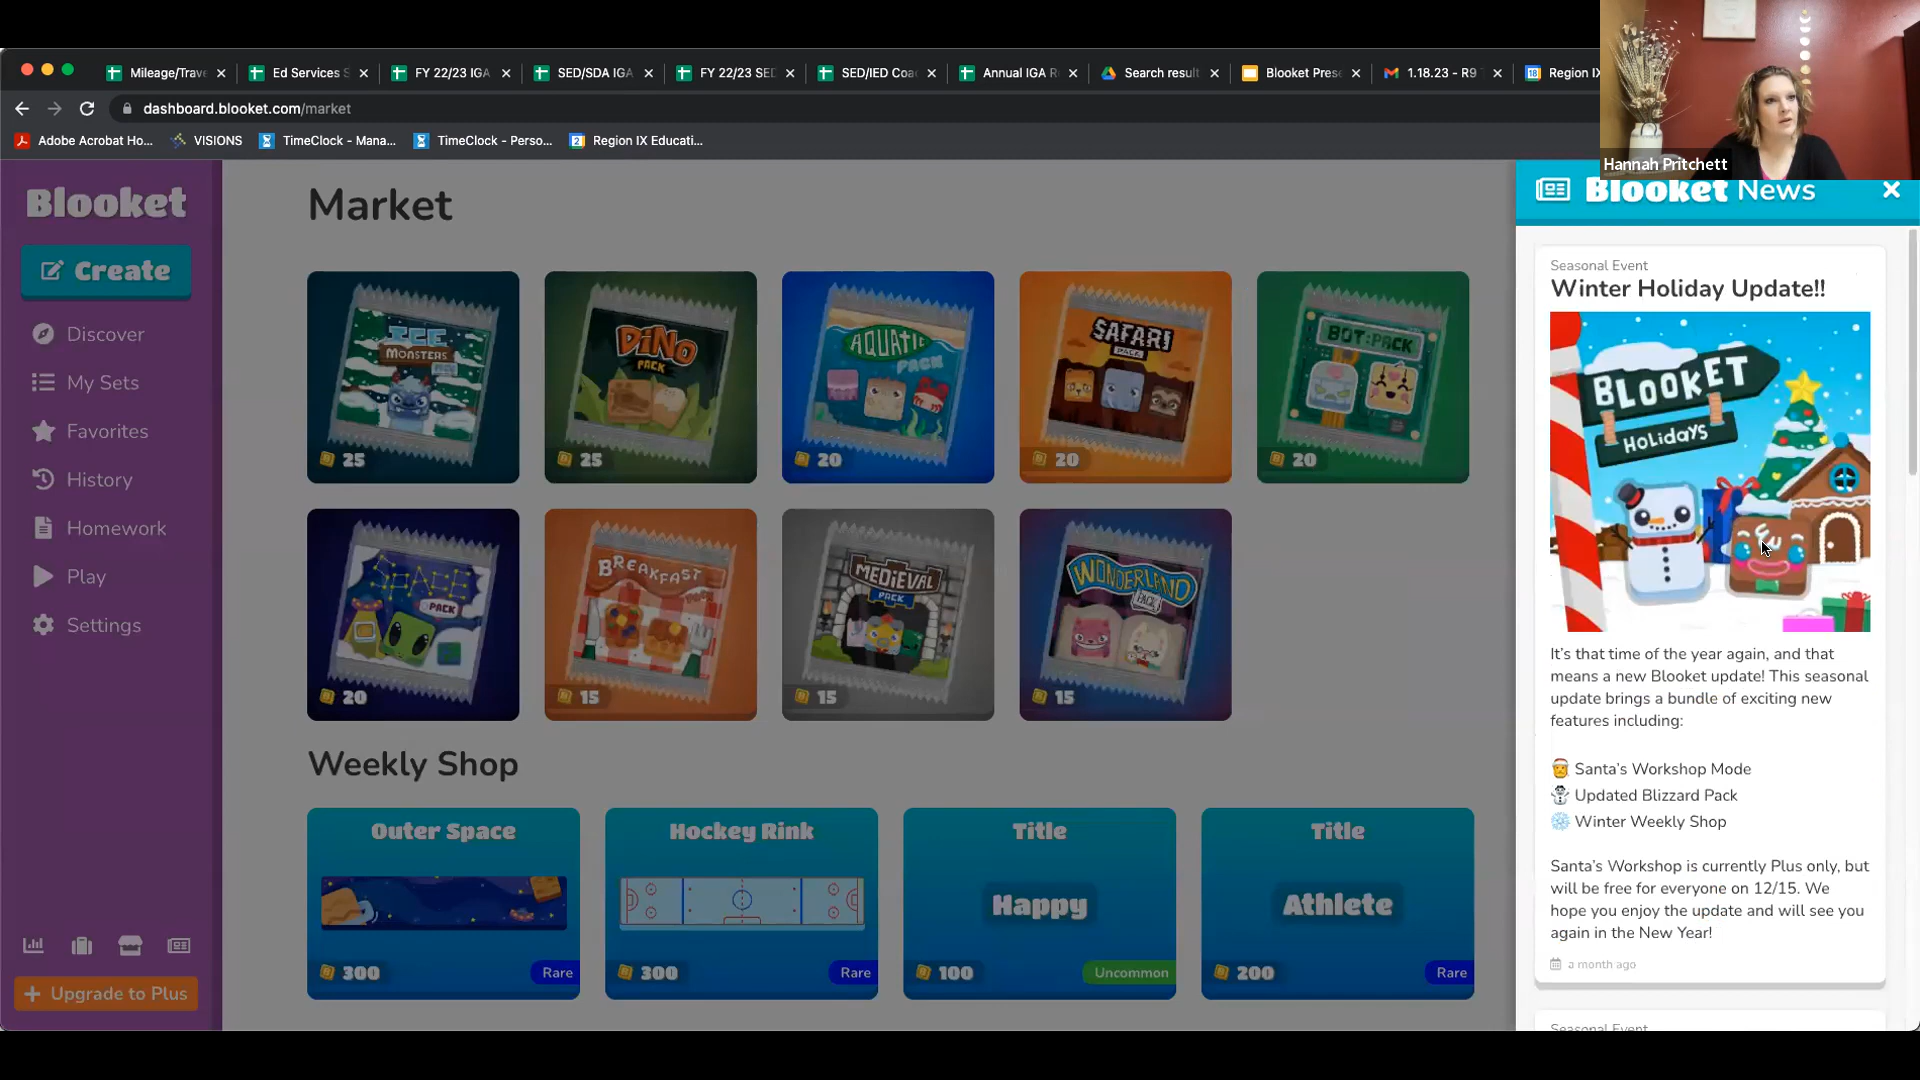 Mileage/Trave
Ed Services S
FY 22/23 IGA
SED/SDA IGA
FY 22/23 SED
SED/IED Coa
Annual IGA R
Search result
Blooket Pres
1.18.23 - R9
Region IX
dashboard.blooket.com/market
Adobe Acrobat Ho...
VISIONS
TimeClock - Mana...
TimeClock - Perso...
Region IX Educati...
Hannah Pritchett
Blooket
Create
Discover
My Sets
Favorites
History
Homework
Play
Settings
Upgrade to Plus
Market
ICE
MONSTERS
25
DINO
PACK
25
AQUATIC
PACK
20
SAFARI
PACK
20
BOT:PACK
20
SPACE
PACK
20
BREAKFAST
PACK
15
MEDIEVAL
PACK
15
WONDERLAND
PACK
15
Weekly Shop
Outer Space
300
Rare
Hockey Rink
300
Rare
Title
Happy
100
Uncommon
Title
Athlete
200
Rare
Blooket News
Seasonal Event
Winter Holiday Update!!
BLOOKET
HOLidAYS
It's that time of the year again, and that
means a new Blooket update! This seasonal
update brings a bundle of exciting new
features including:
Santa's Workshop Mode
Updated Blizzard Pack
Winter Weekly Shop
Santa's Workshop is currently Plus only, but
will be free for everyone on 12/15. We
hope you enjoy the update and will see you
again in the New Year!
a month ago
Seasonal Event